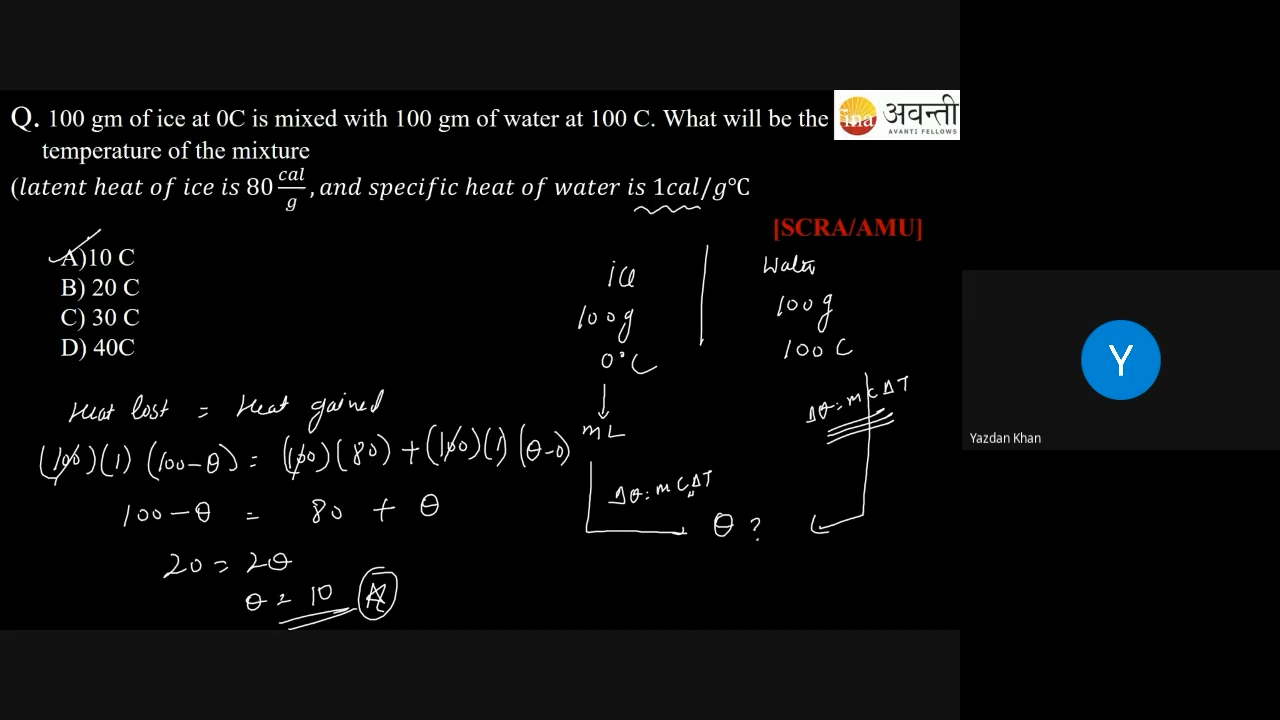 Q. 100 gm of ice at 0C is mixed with 100 gm of water at 100 C. What will be the fina
temperature of the mixture
(latent heat of ice is 80 cal/g, and specific heat of water is 1cal/g°C
[SCRA/AMU]
A)10 C
B) 20 C
C) 30 C
D) 40C
अवन्ती
AVANTI FELLOWS
ice
100g
0°C
mL
Δθ = mCΔT
Water
100g
100 C
Δθ = mCΔT
θ ?
Heat lost = Heat gained
(100)(1)(100-θ) = (100)(80) + (100)(1)(θ-0)
100-θ = 80 + θ
20 = 2θ
θ = 10 A
Y
Yazdan Khan